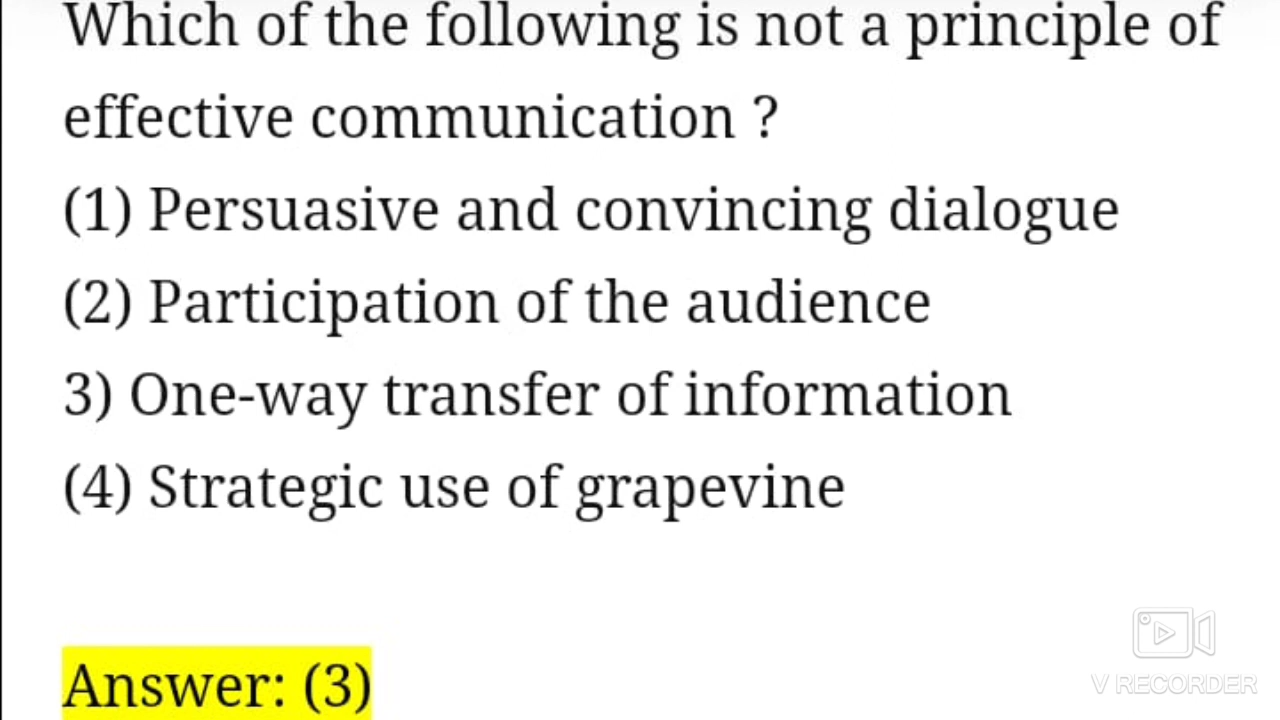 Which of the following is not a principle of
effective communication ?
(1) Persuasive and convincing dialogue
(2) Participation of the audience
3) One-way transfer of information
(4) Strategic use of grapevine
Answer: (3)
V RECORDER